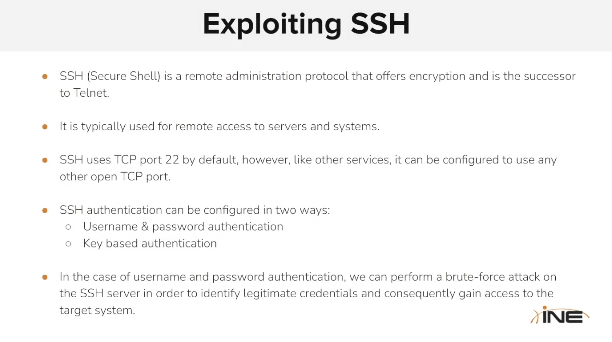 Exploiting SSH
● SSH (Secure Shell) is a remote administration protocol that offers encryption and is the successor
to Telnet.
● It is typically used for remote access to servers and systems.
● SSH uses TCP port 22 by default, however, like other services, it can be configured to use any
other open TCP port.
● SSH authentication can be configured in two ways:
○ Username & password authentication
○ Key based authentication
● In the case of username and password authentication, we can perform a brute-force attack on
the SSH server in order to identify legitimate credentials and consequently gain access to the
target system.
INE